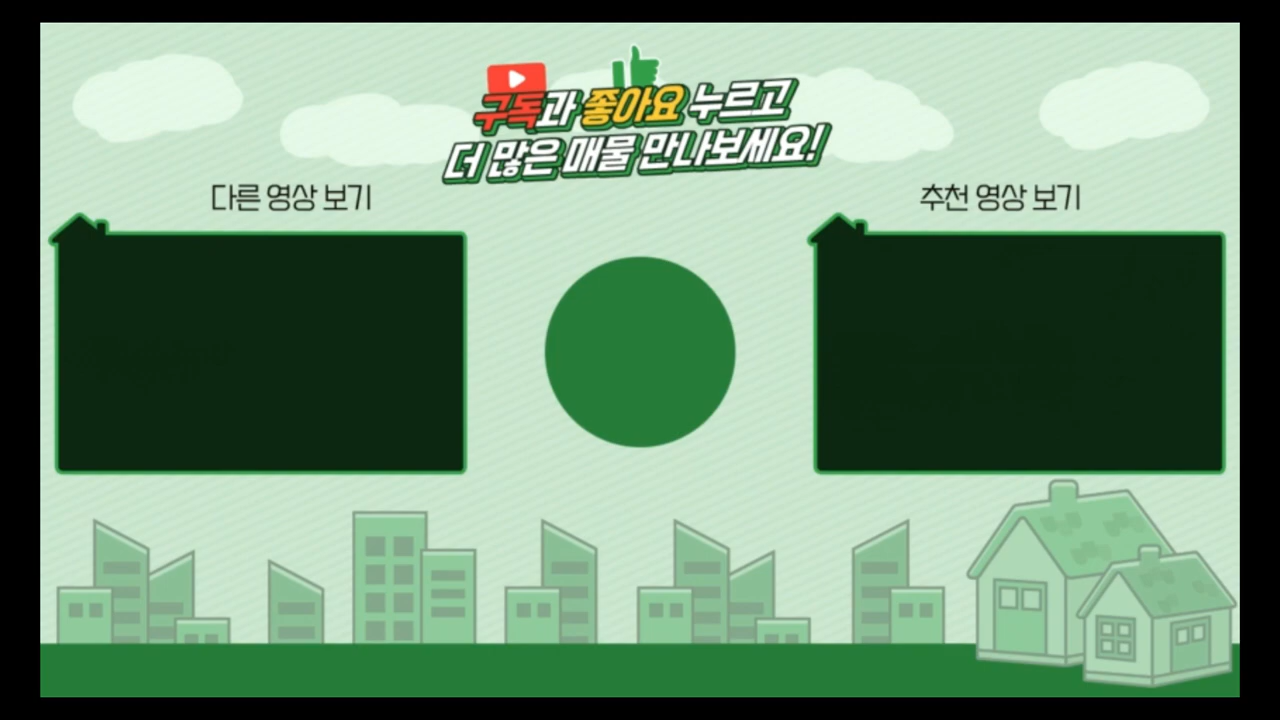 구독과 좋아요 누르고
더 많은 매물 만나보세요!
다른 영상 보기
추천 영상 보기